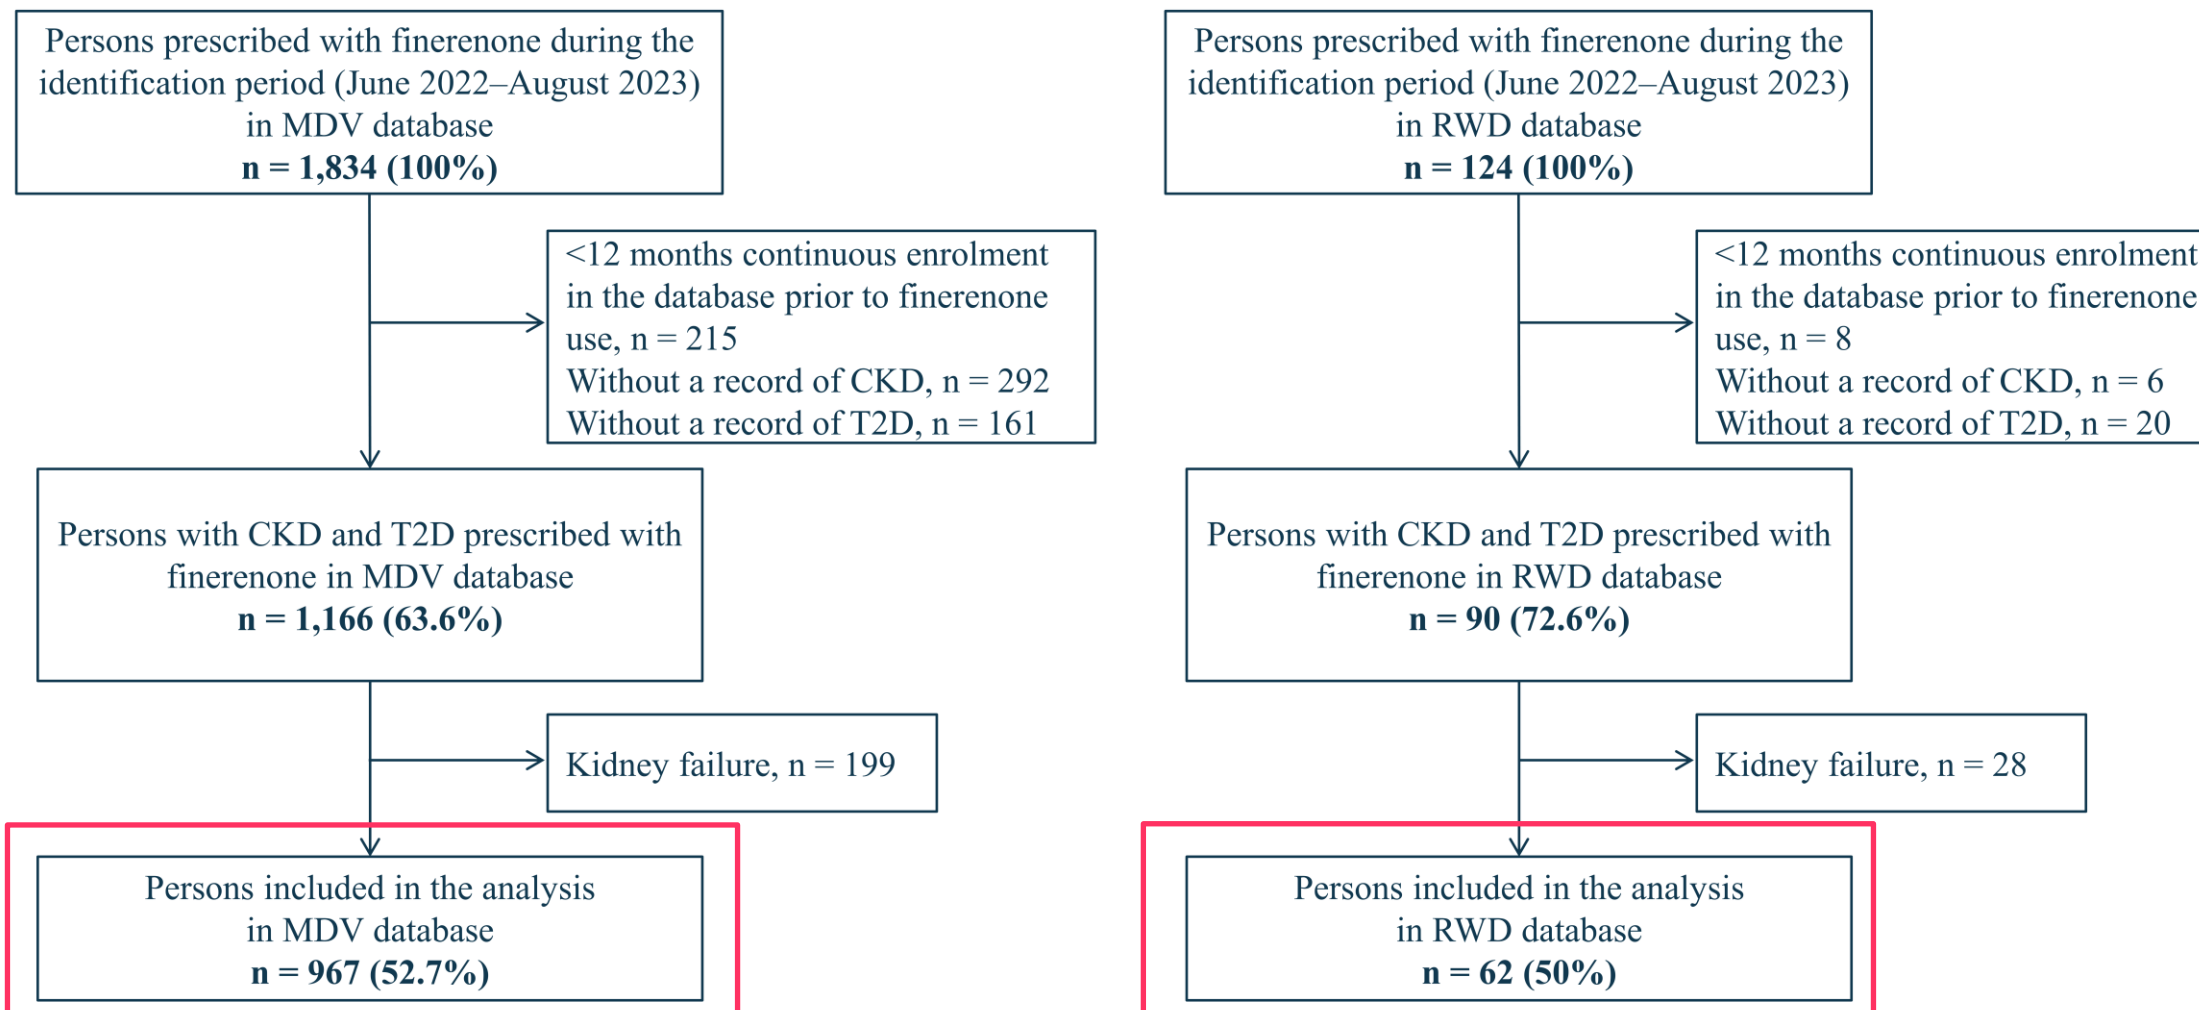 Persons prescribed with finerenone during the
identification period (June 2022–August 2023)
in MDV database
n = 1,834 (100%)
<12 months continuous enrolment
in the database prior to finerenone
use, n = 215
Without a record of CKD, n = 292
Without a record of T2D, n = 161
Persons with CKD and T2D prescribed with
finerenone in MDV database
n = 1,166 (63.6%)
Kidney failure, n = 199
Persons included in the analysis
in MDV database
n = 967 (52.7%)
Persons prescribed with finerenone during the
identification period (June 2022–August 2023)
in RWD database
n = 124 (100%)
<12 months continuous enrolment
in the database prior to finerenone
use, n = 8
Without a record of CKD, n = 6
Without a record of T2D, n = 20
Persons with CKD and T2D prescribed with
finerenone in RWD database
n = 90 (72.6%)
Kidney failure, n = 28
Persons included in the analysis
in RWD database
n = 62 (50%)